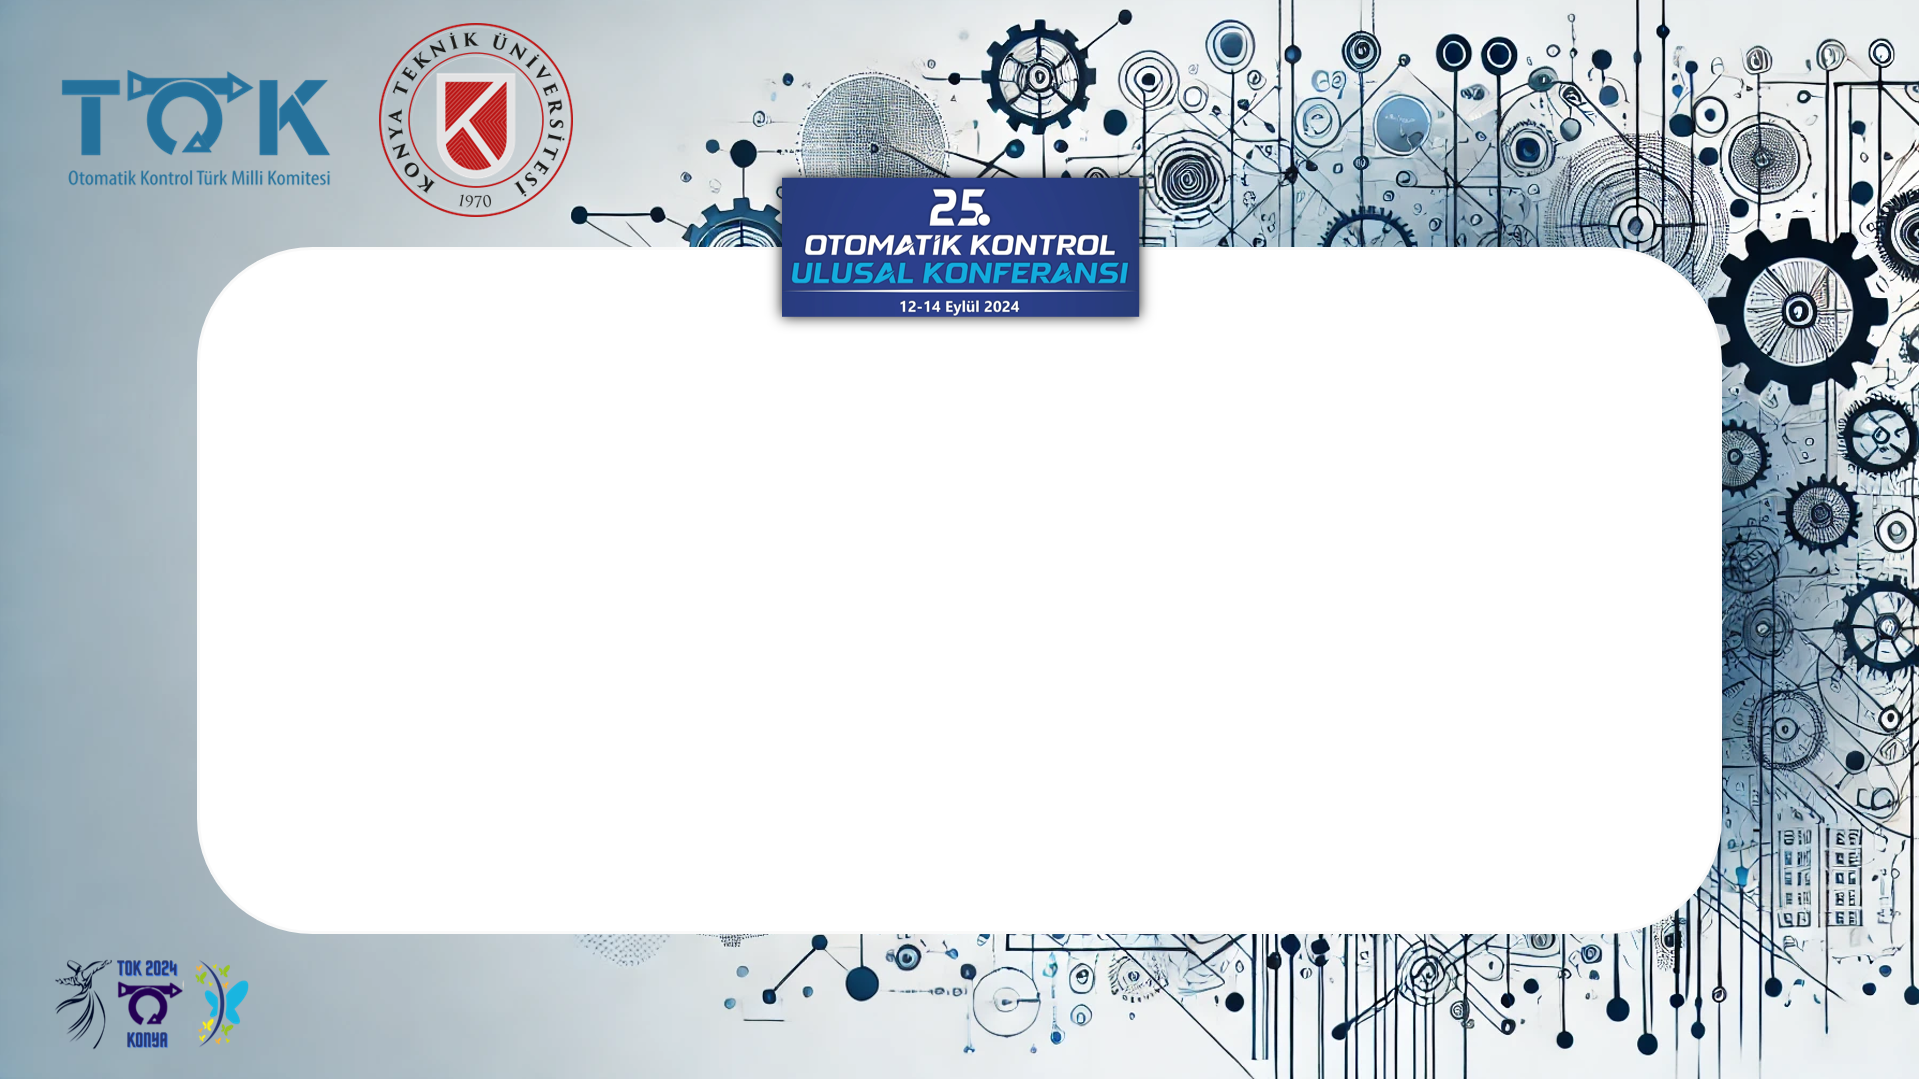 TOK
Otomatik Kontrol Türk Milli Komitesi
KONYA TEKNİK ÜNİVERSİTESİ
1970
25.
OTOMATİK KONTROL
ULUSAL KONFERANSI
12-14 Eylül 2024
TOK 2024
KONYA